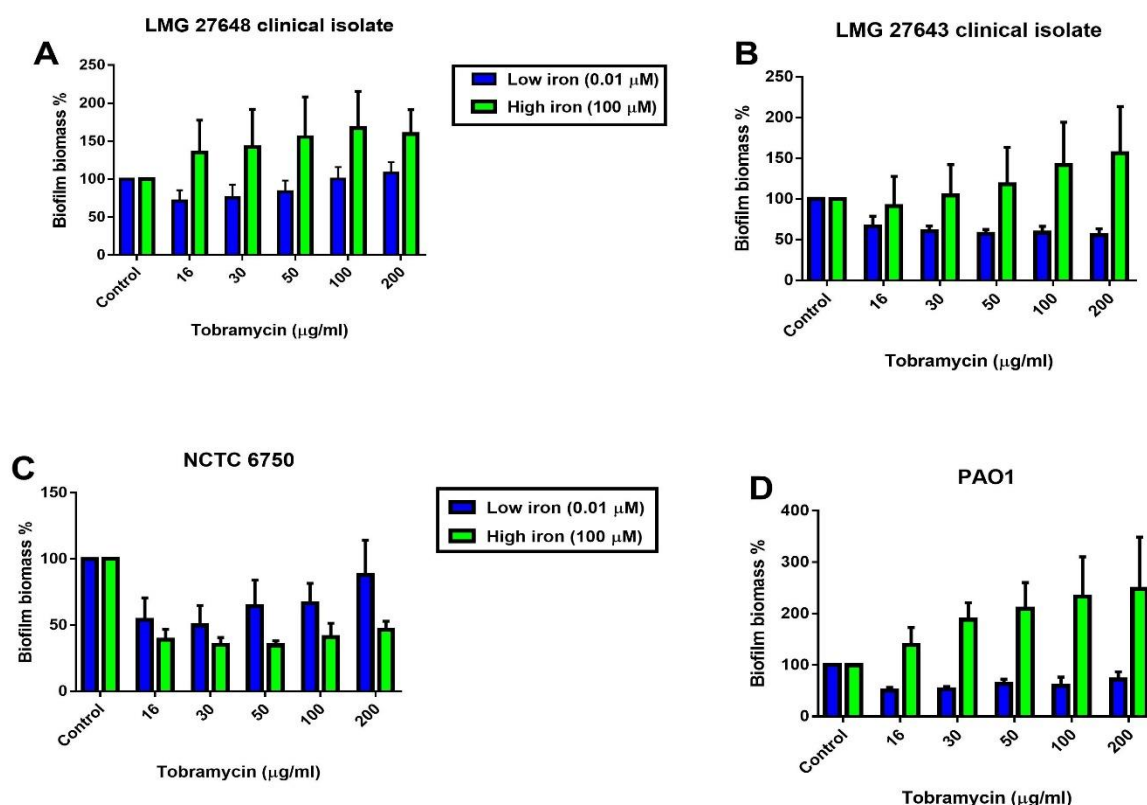 LMG 27648 clinical isolate
A
250
200
150
100
50
0
Biofilm biomass %
Control
16
30
50
100
200
Tobramycin (μg/ml)
Low iron (0.01 μM)
High iron (100 μM)
LMG 27643 clinical isolate
B
250
200
150
100
50
0
Biofilm biomass %
Control
16
30
50
100
200
Tobramycin (μg/ml)
C
NCTC 6750
150
100
50
0
Biofilm biomass %
Control
16
30
50
100
200
Tobramycin (μg/ml)
Low iron (0.01 μM)
High iron (100 μM)
D
PAO1
400
300
200
100
0
Biofilm biomass %
Control
16
30
50
100
200
Tobramycin (μg/ml)